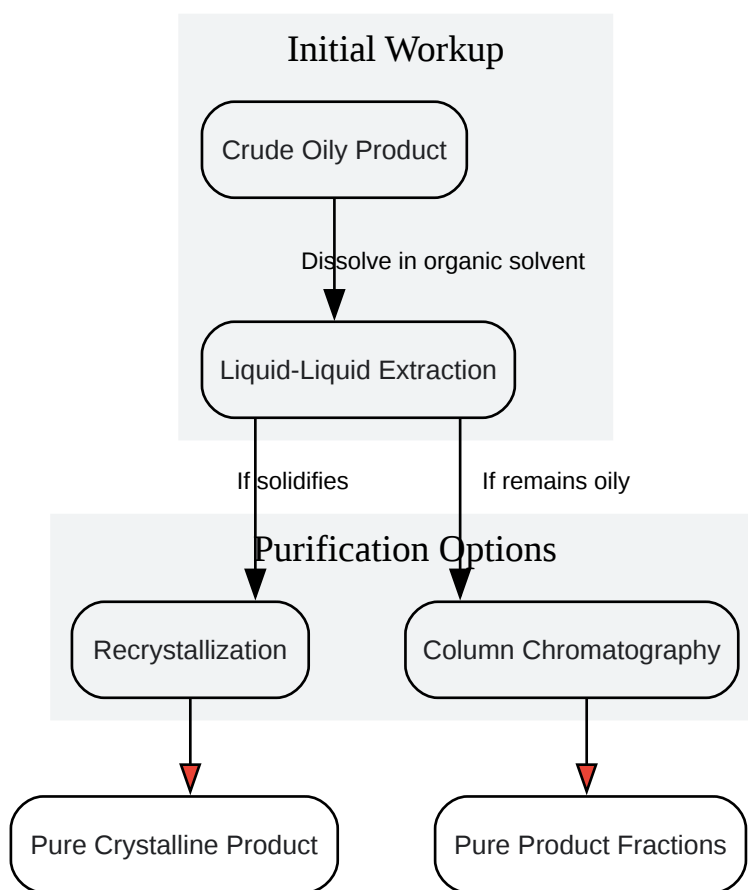 Initial Workup
Crude Oily Product
Dissolve in organic solvent
Liquid-Liquid Extraction
If solidifies
If remains oily
Purification Options
Recrystallization
Column Chromatography
Pure Crystalline Product
Pure Product Fractions